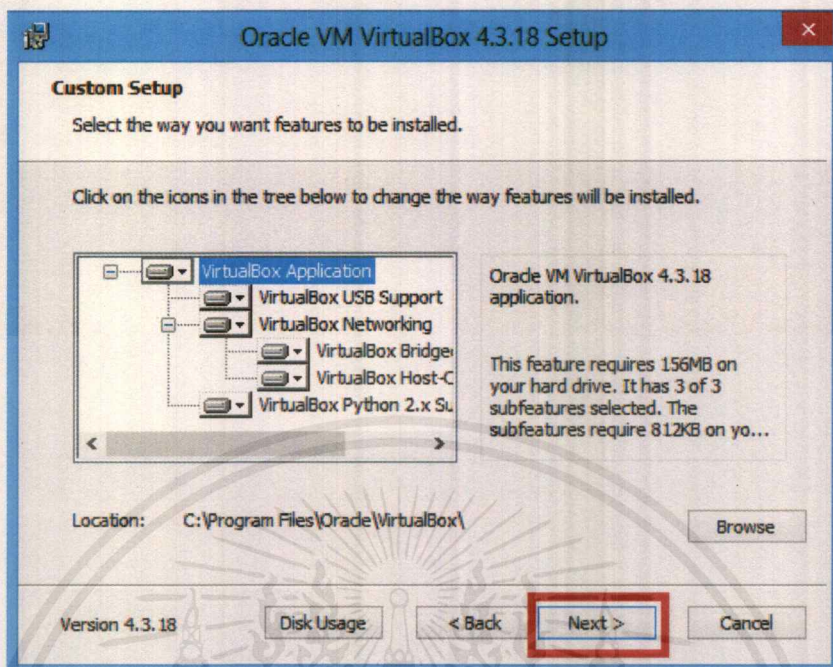 Oracle VM VirtualBox 4.3.18 Setup
Custom Setup
Select the way you want features to be installed.
Click on the icons in the tree below to change the way features will be installed.
VirtualBox Application
VirtualBox USB Support
VirtualBox Networking
VirtualBox Bridge
VirtualBox Host-C
VirtualBox Python 2.x Su
Oracle VM VirtualBox 4.3.18
application.
This feature requires 156MB on
your hard drive. It has 3 of 3
subfeatures selected. The
subfeatures require 812KB on yo...
Location: C:\Program Files\Oracle\VirtualBox\
Browse
Version 4.3.18
Disk Usage
< Back
Next >
Cancel